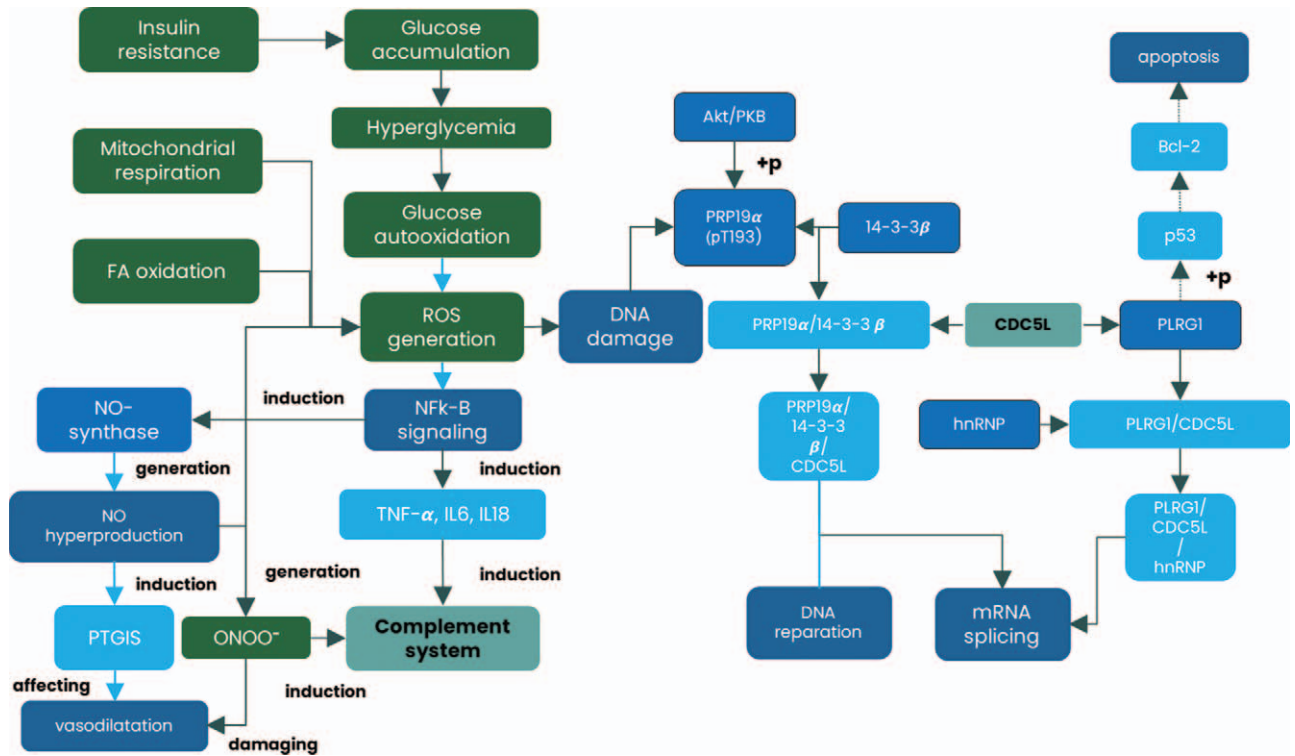 Insulin
resistance
Glucose
accumulation
apoptosis
Hyperglycemia
Akt/PKB
Mitochondrial
respiration
Bcl-2
+p
Glucose
autooxidation
PRP19α
(pT193)
14-3-3β
p53
FA oxidation
+p
ROS
generation
DNA
damage
PRP19α/14-3-3 β
CDC5L
PLRG1
induction
NO-
synthase
NFk-B
signaling
PRP19α/
14-3-3
β/
CDC5L
hnRNP
PLRG1/CDC5L
generation
induction
NO
hyperproduction
TNF-α, IL6, IL18
PLRG1/
CDC5L
/
hnRNP
induction
generation
induction
PTGIS
ONOO⁻
Complement
system
DNA
reparation
mRNA
splicing
affecting
induction
vasodilatation
damaging